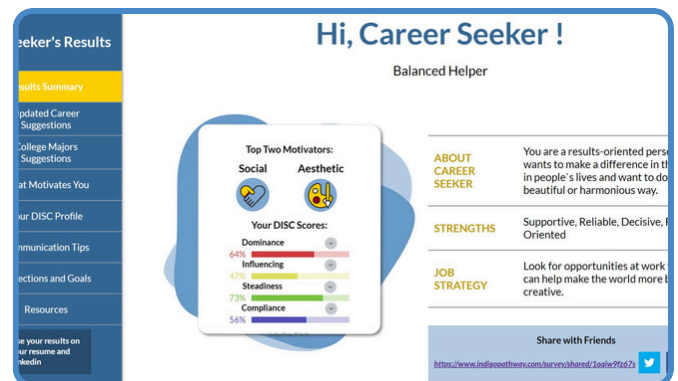 eeker's Results
esults Summary
pdated Career
Suggestions
ollege Majors
Suggestions
at Motivates You
ur DISC Profile
mmunication Tips
ections and Goals
Resources
se your results on
ur resume and
nkedin
Hi, Career Seeker !
Balanced Helper
Top Two Motivators:
Social Aesthetic
Your DISC Scores:
Dominance
64%
Influencing
47%
Steadiness
73%
Compliance
56%
ABOUT
CAREER
SEEKER
You are a results-oriented pers
wants to make a difference in th
in people`s lives and want to do
beautiful or harmonious way.
STRENGTHS
Supportive, Reliable, Decisive,
Oriented
JOB
STRATEGY
Look for opportunities at work
can help make the world more b
creative.
Share with Friends
https://www.indigopathway.com/survey/shared/1oqiw9fz67s